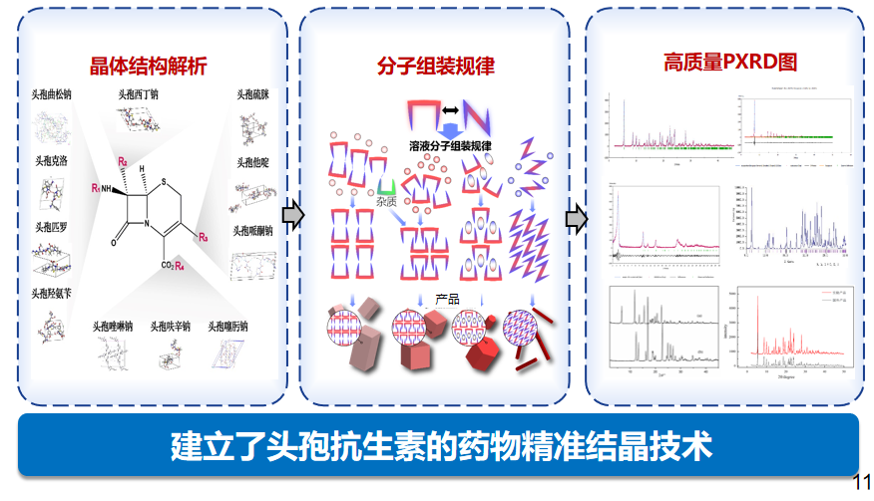 晶体结构解析
头孢曲松钠
头孢西丁钠
头孢硫脒
头孢克洛
头孢他啶
头孢匹罗
头孢哌酮钠
头孢羟氨苄
头孢唑啉钠
头孢呋辛钠
头孢噻肟钠
R₂
H
R₁NH
S
N
O
R₃
CO₂R₄
分子组装规律
溶液分子组装规律
杂质
产品
高质量PXRD图
建立了头孢抗生素的药物精准结晶技术
11